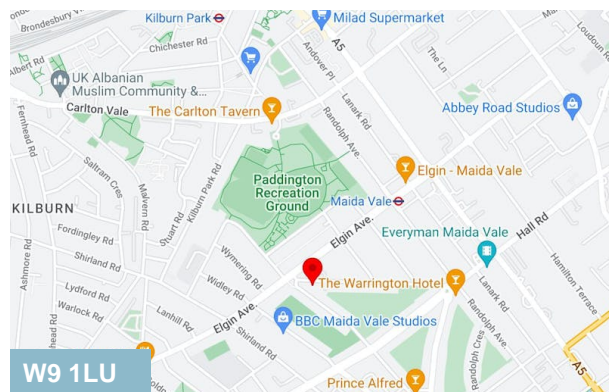 Brondesbury Villas
Kilburn Park
Milad Supermarket
A5
Loudoun Rd
Chichester Rd
Andover Pl
The Ln
Albert Rd
UK Albanian
Muslim Community &...
Carlton Vale
The Carlton Tavern
Lanark Rd
Randolph Ave.
Abbey Road Studios
Fernhead Rd
Saltram Cres
Malvern Rd
Kilburn Park Rd
Paddington
Recreation
Ground
Elgin - Maida Vale
Maida Vale
KILBURN
Stuart Rd
Elgin Ave.
Everyman Maida Vale
Hall Rd
Fordingley Rd
Shirland Rd
Ashmore Rd
Wymering Rd
Hamilton Terrace
Widley Rd
The Warrington Hotel
Lanark Rd
Lydford Rd
Warlock Rd
Lanhill Rd
Elgin Ave.
BBC Maida Vale Studios
Shirland Rd
Randolph Ave.
Randolph Cres
A5
W9 1LU
Prince Alfred